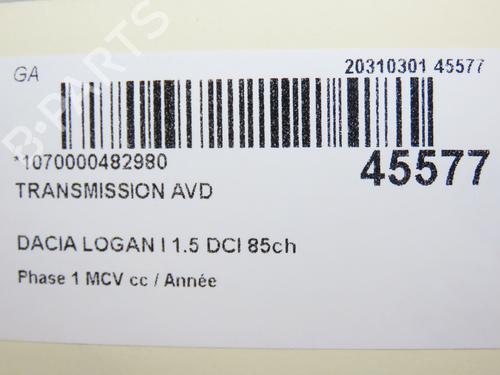 GA
20310301 45577
*1070000482980
45577
TRANSMISSION AVD
DACIA LOGAN I 1.5 DCI 85ch
Phase 1 MCV cc / Année
B-PARTS